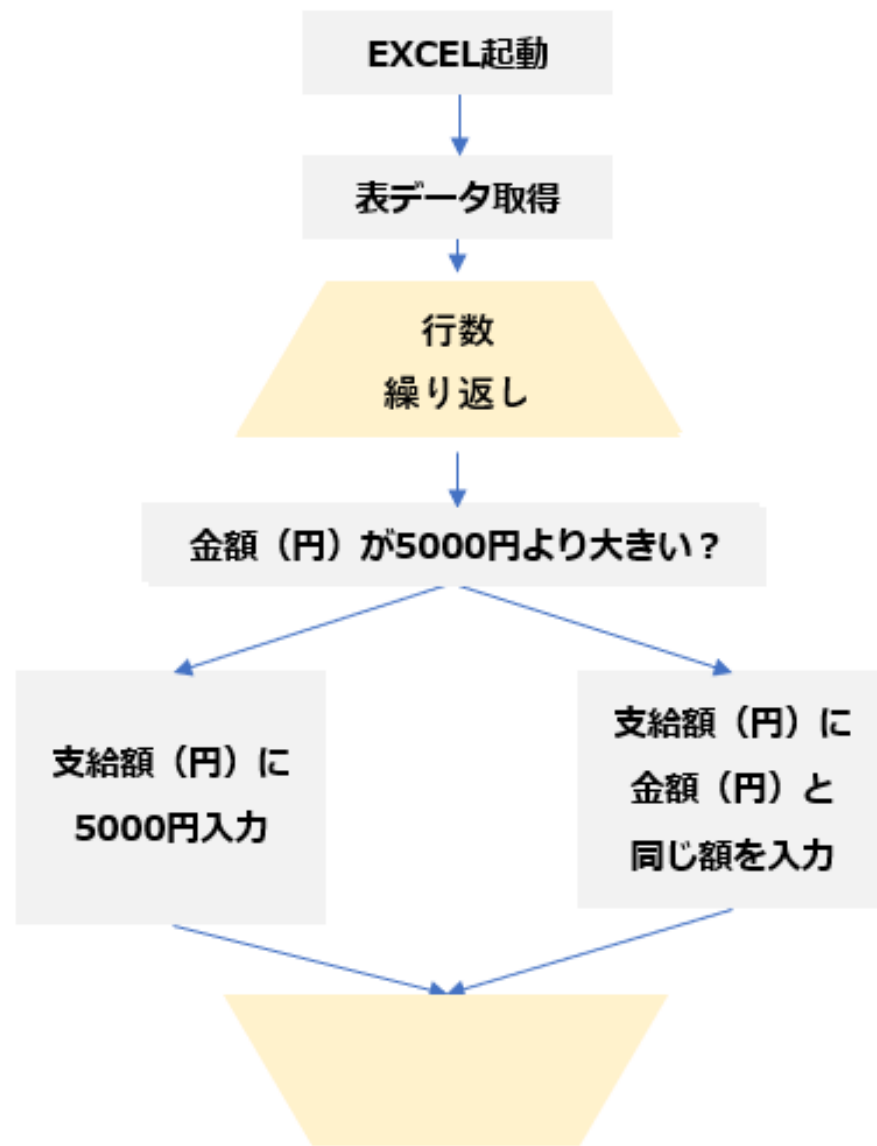 EXCEL起動
表データ取得
行数
繰り返し
金額（円）が5000円より大きい？
支給額（円）に
5000円入力
支給額（円）に
金額（円）と
同じ額を入力